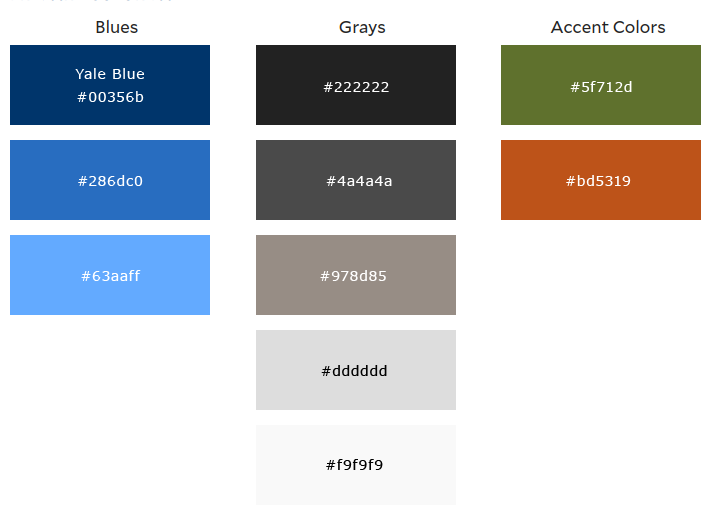 Blues
Grays
Accent Colors
Yale Blue
#00356b
#222222
#5f712d
#286dc0
#4a4a4a
#bd5319
#63aaff
#978d85
#dddddd
#f9f9f9